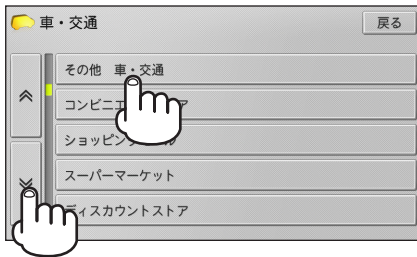 車・交通
戻る
その他 車・交通
コンビニエ ア
ショッピング ル
スーパーマーケット
ディスカウントストア